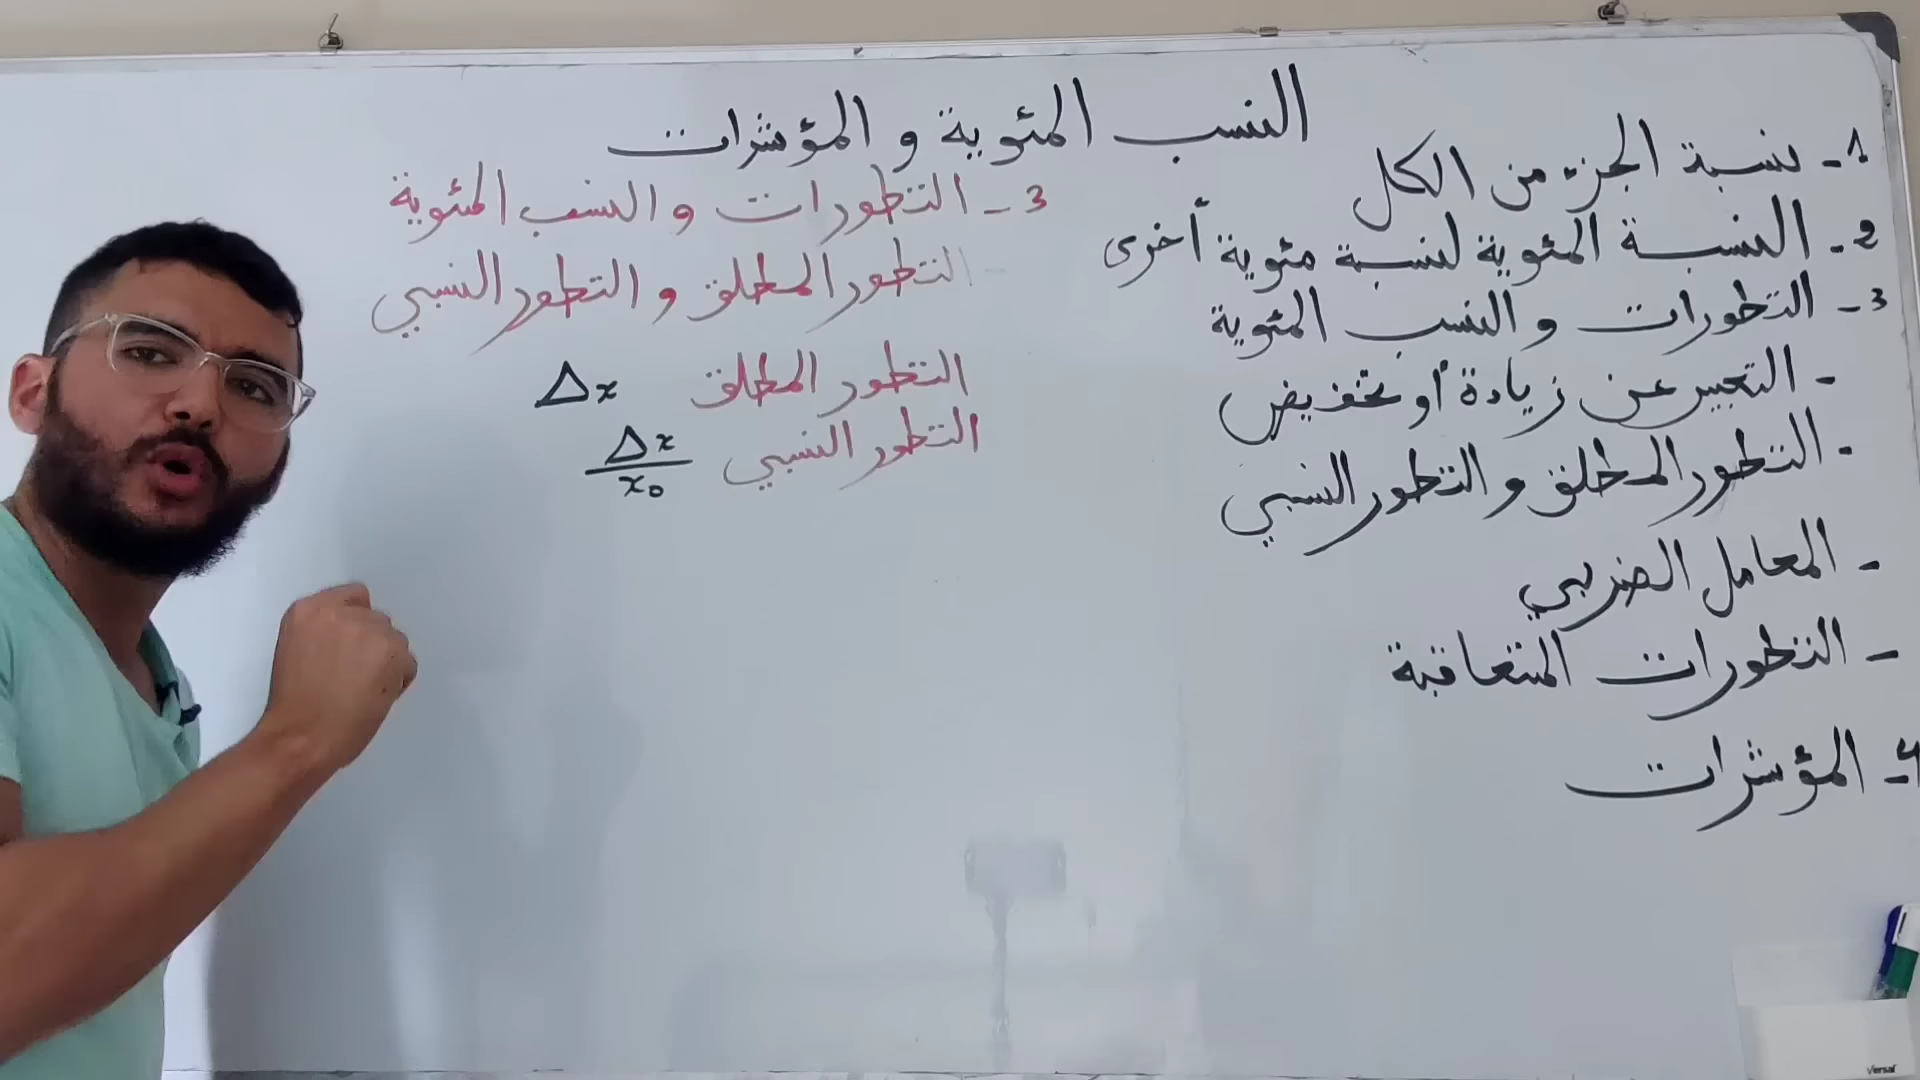 النسب المئوية و المؤشرات
1- نسبة الجزء من الكل
2- النسبة المئوية لنسبة مئوية أخرى
3- التطورات و النسب المئوية
- التعبير عن زيادة أو تخفيض
- التطور المطلق و التطور النسبي
- المعامل الضربي
- التطورات المتعاقبة
4- المؤشرات
3- التطورات و النسب المئوية
- التطور المطلق و التطور النسبي
التطور المطلق Δx
التطور النسبي Δx/x₀
Versal